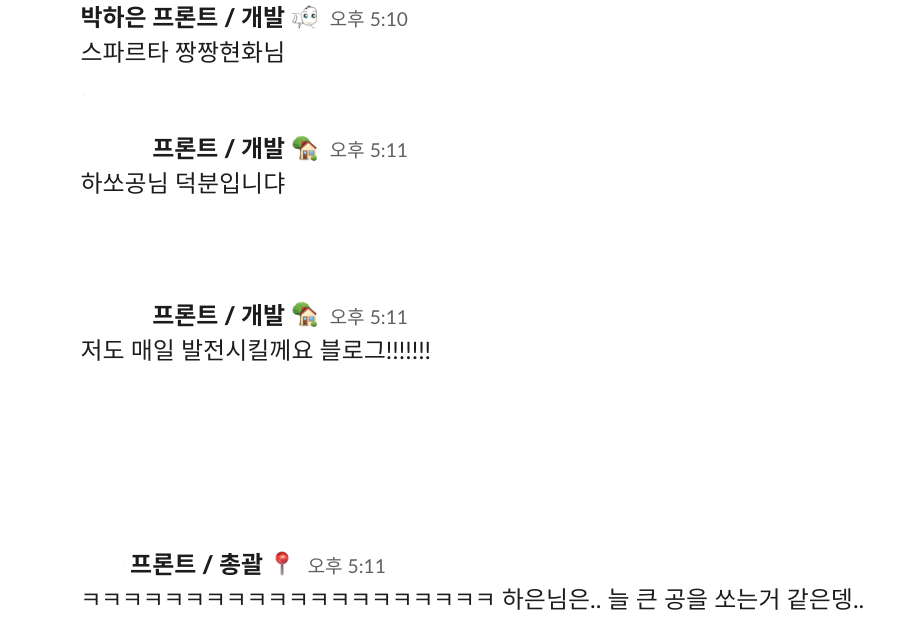 박하은 프론트 / 개발 오후 5:10
스파르타 짱짱현화님
프론트 / 개발 오후 5:11
하쏘공님 덕분입니댜
프론트 / 개발 오후 5:11
저도 매일 발전시킬께요 블로그!!!!!!!
프론트 / 총괄 오후 5:11
ㅋㅋㅋㅋㅋㅋㅋㅋㅋㅋㅋㅋㅋㅋㅋㅋㅋㅋㅋㅋ 하은님은.. 늘 큰 공을 쏘는거 같은뎅..